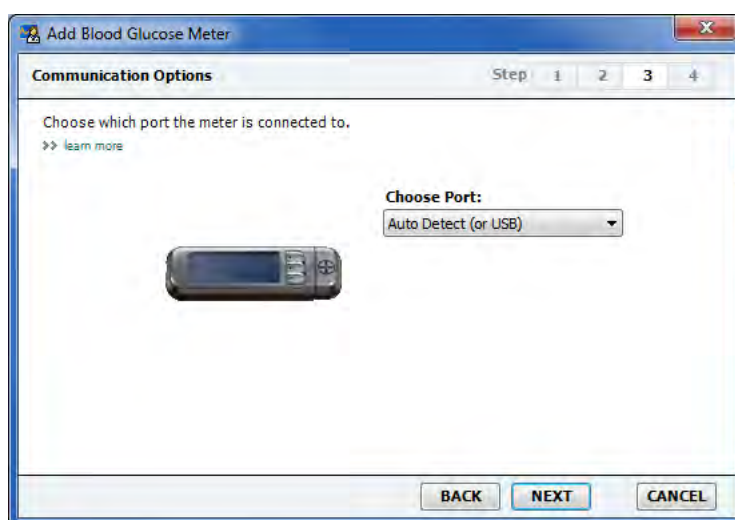 Add Blood Glucose Meter
Communication Options
Step 1 2 3 4
Choose which port the meter is connected to.
>> learn more
Choose Port:
Auto Detect (or USB)
BACK NEXT CANCEL